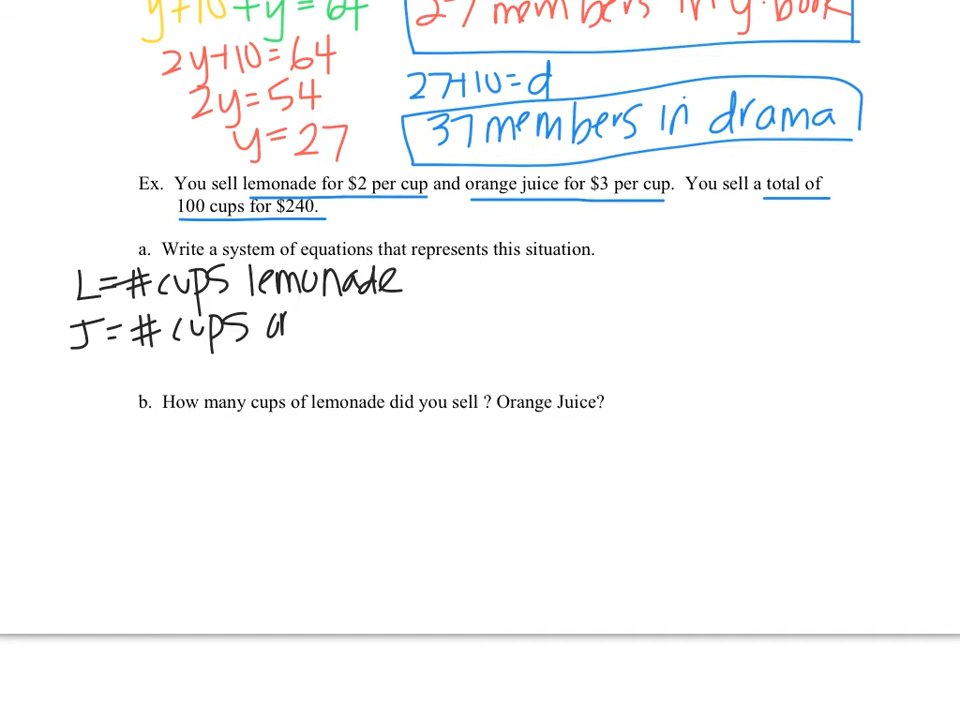 y+10+y=64
27 members in y.book
2y+10=64
27+10=d
2y=54
37 members in drama
y=27
Ex. You sell lemonade for $2 per cup and orange juice for $3 per cup. You sell a total of
100 cups for $240.
a. Write a system of equations that represents this situation.
L=#cups lemonade
J=#cups or
b. How many cups of lemonade did you sell ? Orange Juice?